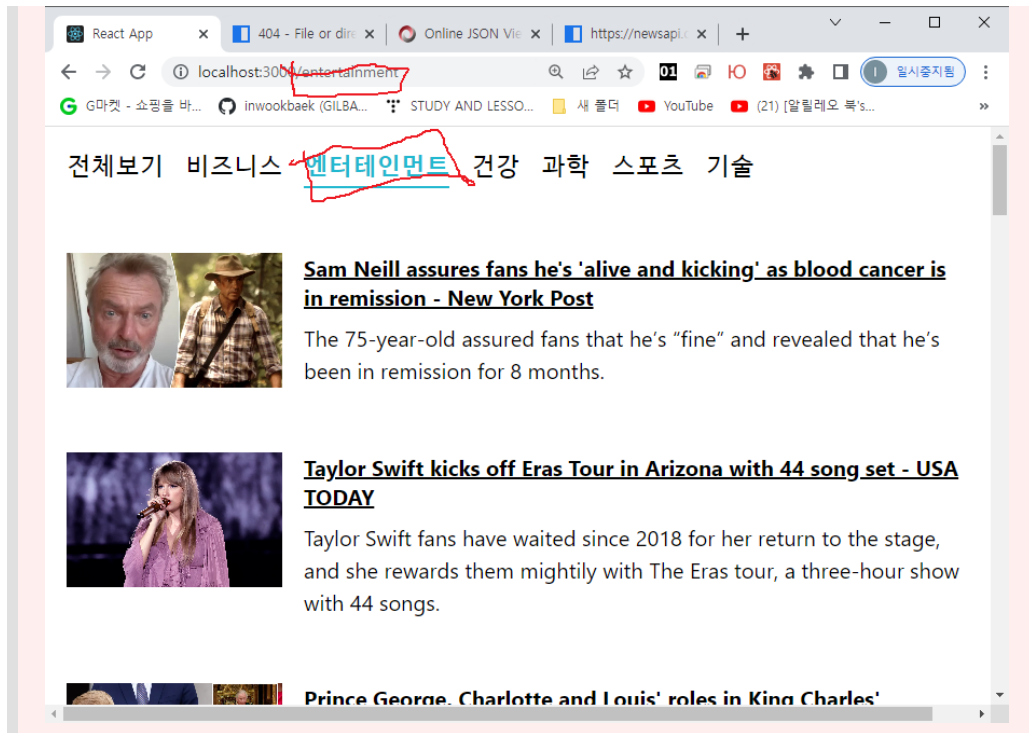 React App
404 - File or dire
Online JSON Vie
https://newsapi.o
localhost:3000/entertainment
01
일시중지됨
G마켓 - 쇼핑을 바...
inwookbaek (GILBA...
STUDY AND LESSO...
새 폴더
YouTube
(21) [알릴레오 북's...
전체보기 비즈니스 엔터테인먼트 건강 과학 스포츠 기술
Sam Neill assures fans he's 'alive and kicking' as blood cancer is
in remission - New York Post
The 75-year-old assured fans that he’s “fine” and revealed that he’s
been in remission for 8 months.
Taylor Swift kicks off Eras Tour in Arizona with 44 song set - USA
TODAY
Taylor Swift fans have waited since 2018 for her return to the stage,
and she rewards them mightily with The Eras tour, a three-hour show
with 44 songs.
Prince George, Charlotte and Louis' roles in King Charles'